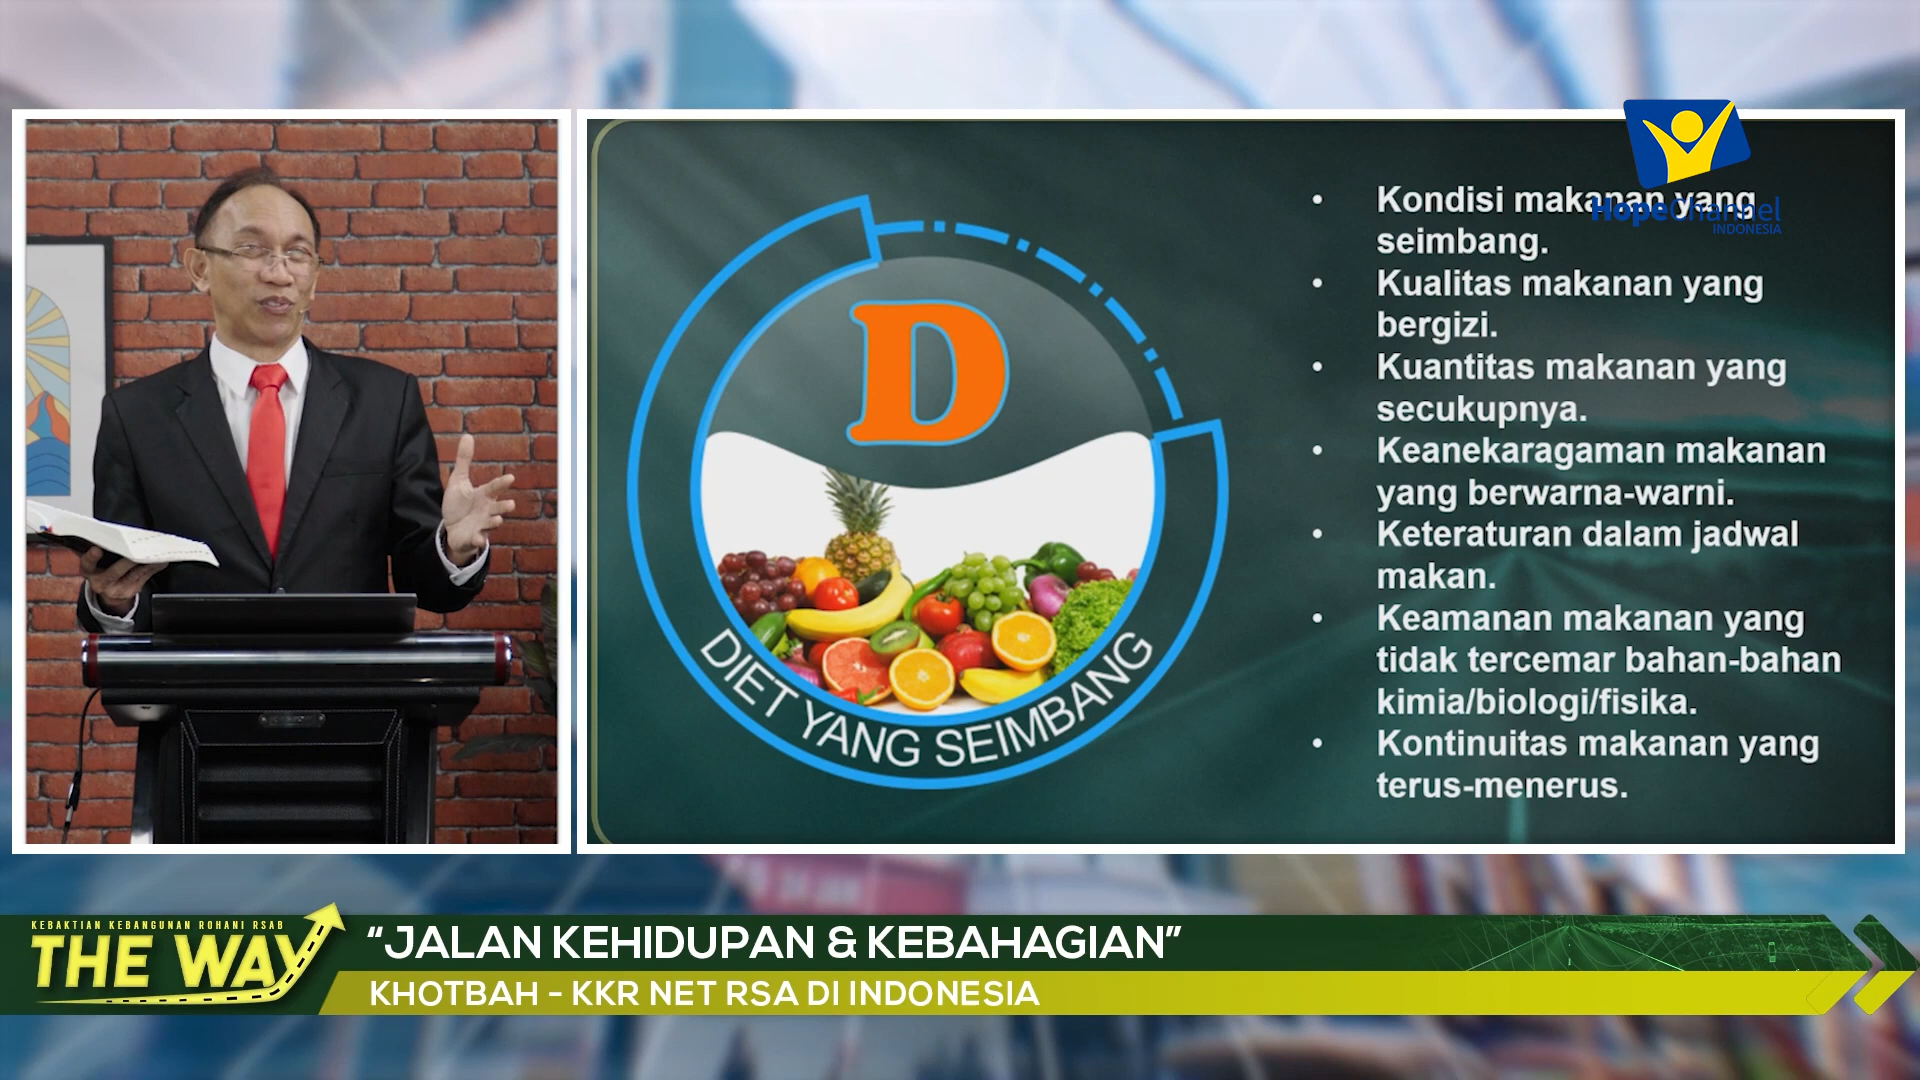 HopeChannel
INDONESIA
D
DIET YANG SEIMBANG
• Kondisi makanan yang
seimbang.
• Kualitas makanan yang
bergizi.
• Kuantitas makanan yang
secukupnya.
• Keanekaragaman makanan
yang berwarna-warni.
• Keteraturan dalam jadwal
makan.
• Keamanan makanan yang
tidak tercemar bahan-bahan
kimia/biologi/fisika.
• Kontinuitas makanan yang
terus-menerus.
KEBAKTIAN KEBANGUNAN ROHANI RSAB
THE WAY
“JALAN KEHIDUPAN & KEBAHAGIAN”
KHOTBAH - KKR NET RSA DI INDONESIA